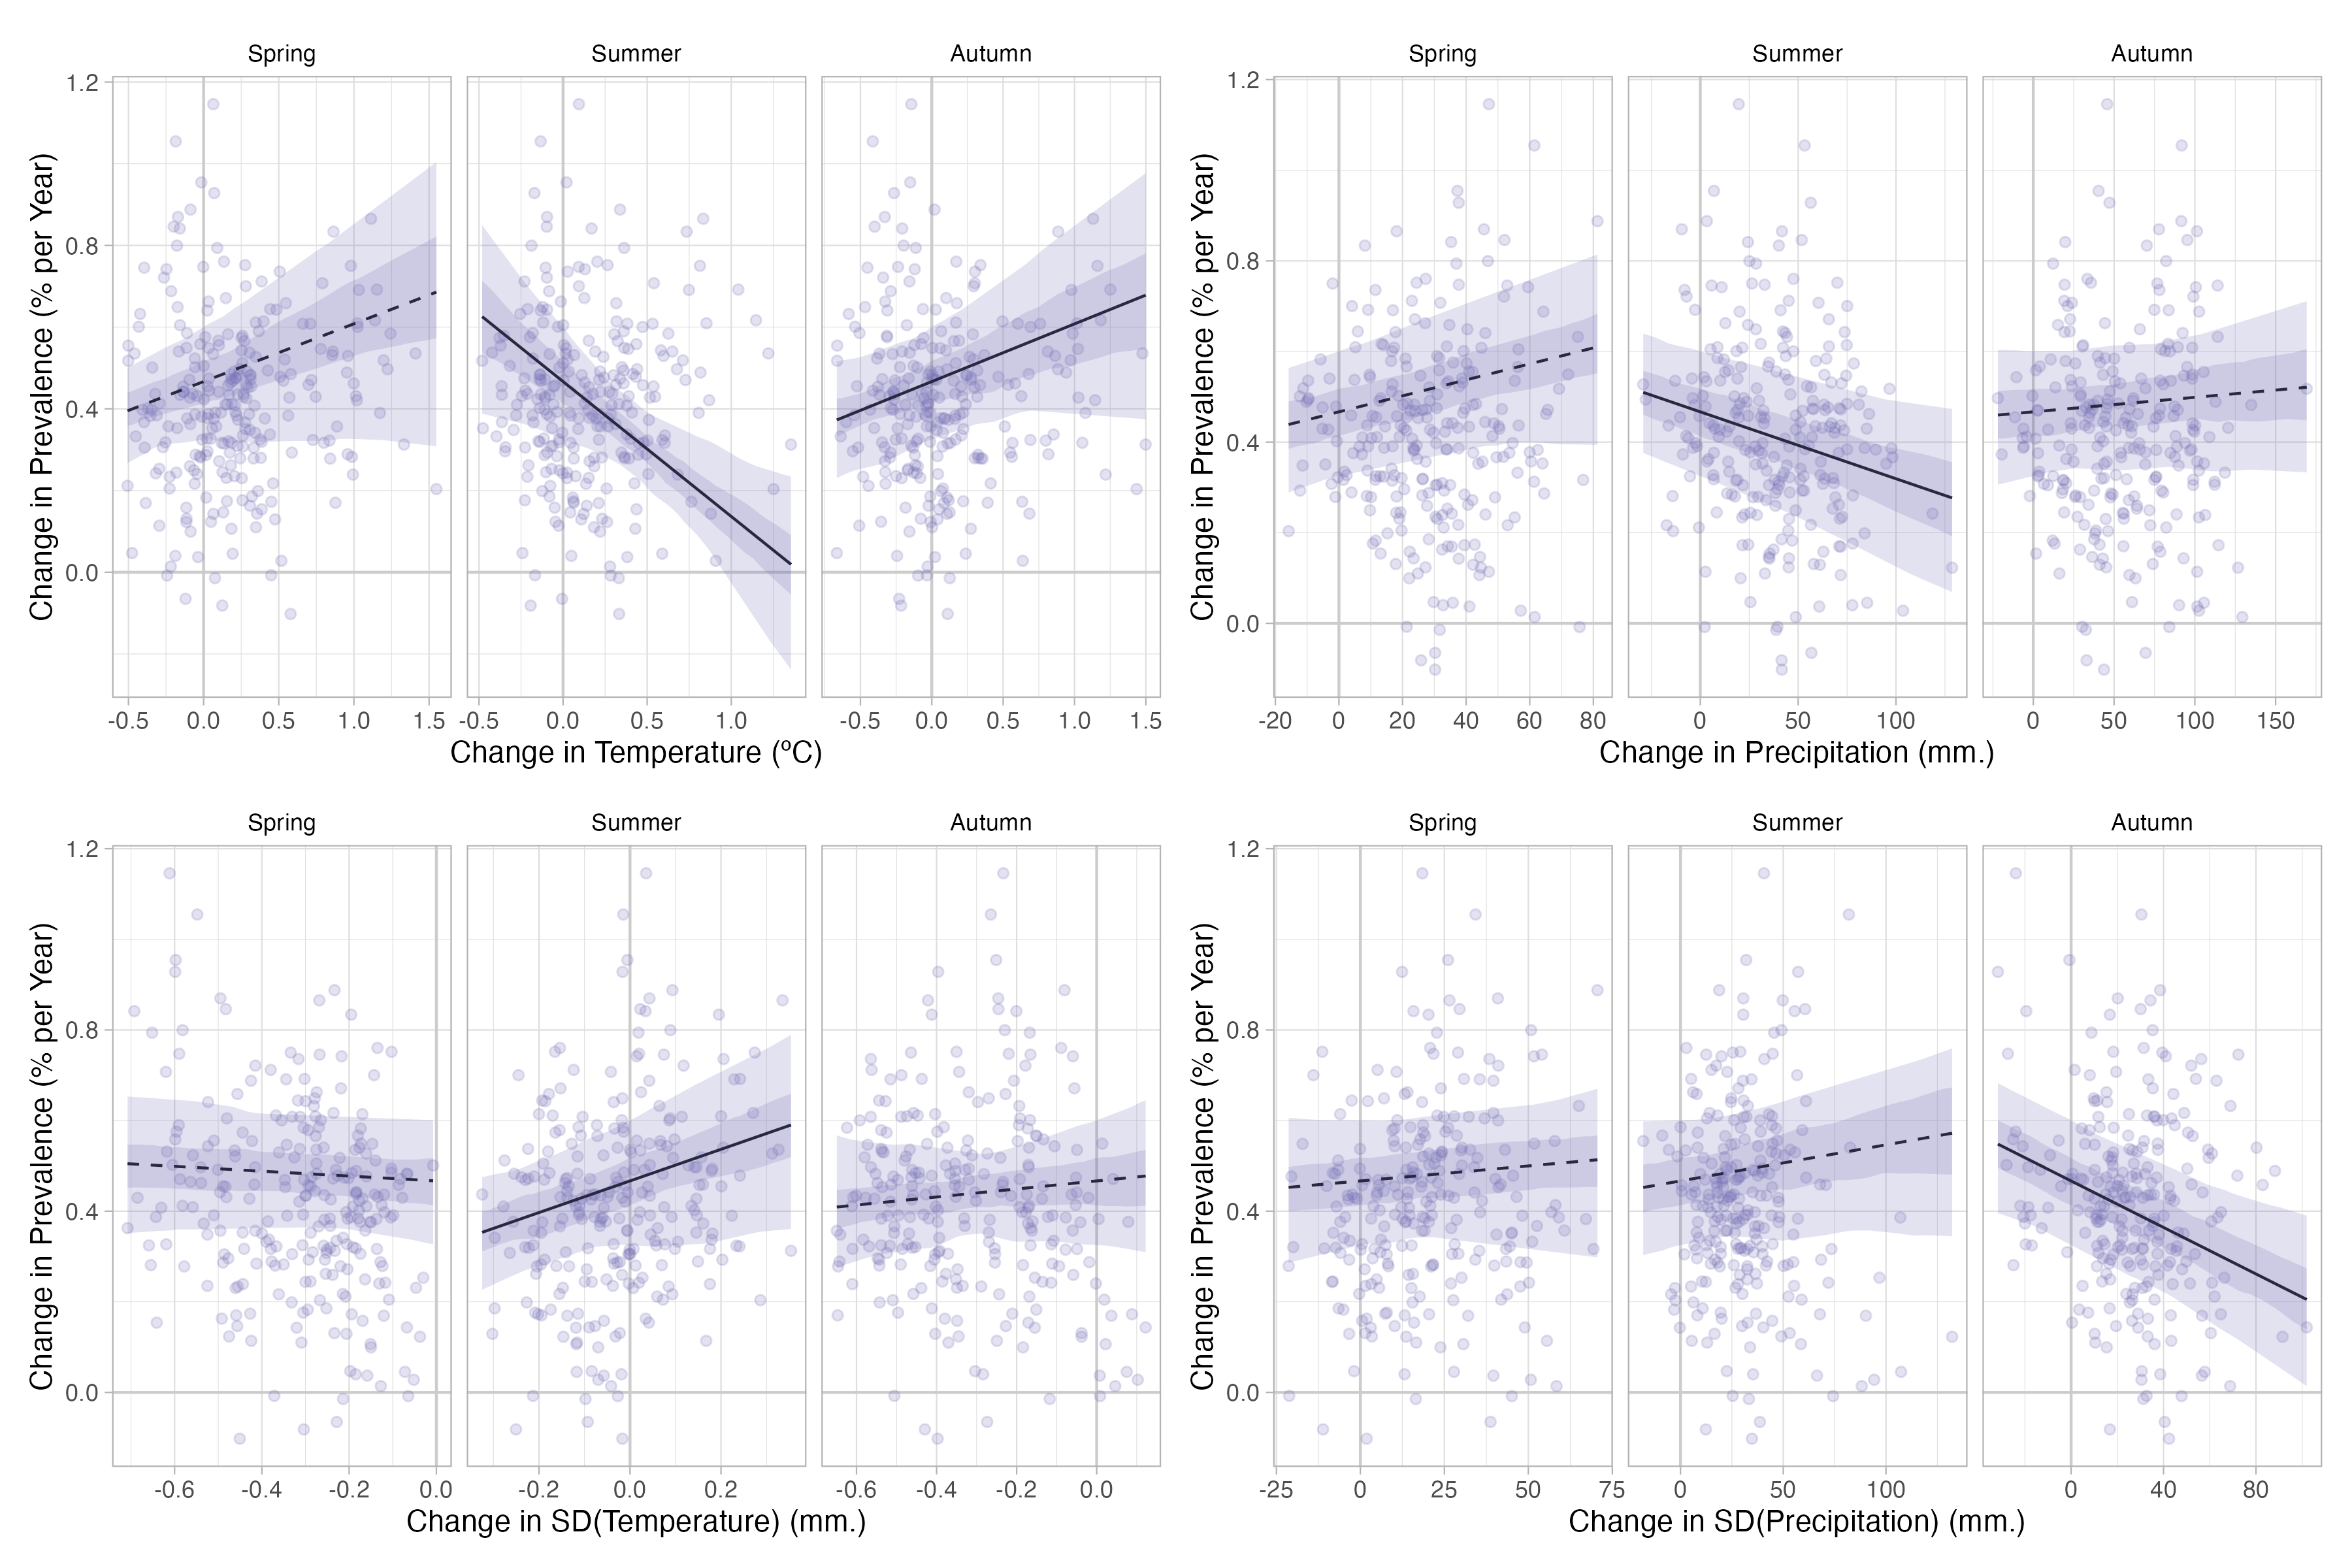 Spring Summer Autumn
1.2
0.8
0.4
0.0
Change in Prevalence (% per Year)
-0.5 0.0 0.5 1.0 1.5 -0.5 0.0 0.5 1.0 -0.5 0.0 0.5 1.0 1.5
Change in Temperature (ºC)
Spring Summer Autumn
1.2
0.8
0.4
0.0
Change in Prevalence (% per Year)
-20 0 20 40 60 80 0 50 100 0 50 100 150
Change in Precipitation (mm.)
Spring Summer Autumn
1.2
0.8
0.4
0.0
Change in Prevalence (% per Year)
-0.6 -0.4 -0.2 0.0 -0.2 0.0 0.2 -0.6 -0.4 -0.2 0.0
Change in SD(Temperature) (mm.)
Spring Summer Autumn
1.2
0.8
0.4
0.0
Change in Prevalence (% per Year)
-25 0 25 50 75 0 50 100 0 40 80
Change in SD(Precipitation) (mm.)